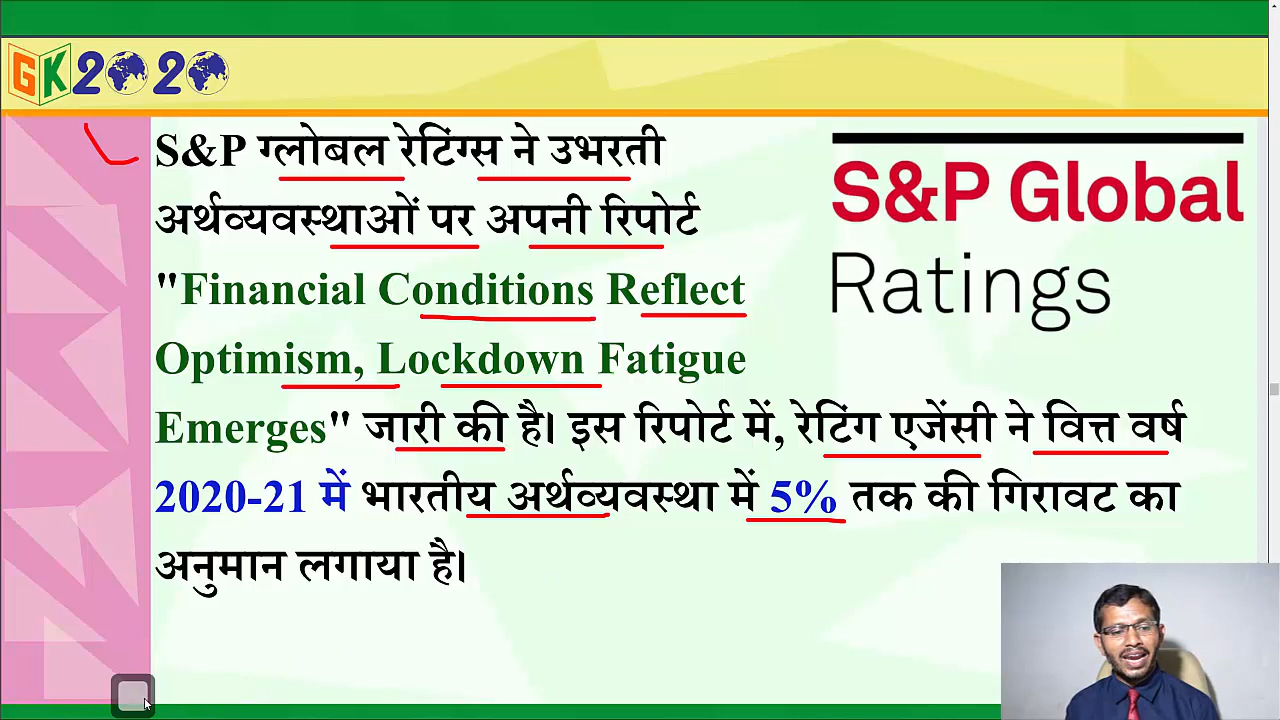 GK2020
S&P ग्लोबल रेटिंग्स ने उभरती
अर्थव्यवस्थाओं पर अपनी रिपोर्ट
"Financial Conditions Reflect
Optimism, Lockdown Fatigue
Emerges" जारी की है। इस रिपोर्ट में, रेटिंग एजेंसी ने वित्त वर्ष
2020-21 में भारतीय अर्थव्यवस्था में 5% तक की गिरावट का
अनुमान लगाया है।
S&P Global
Ratings